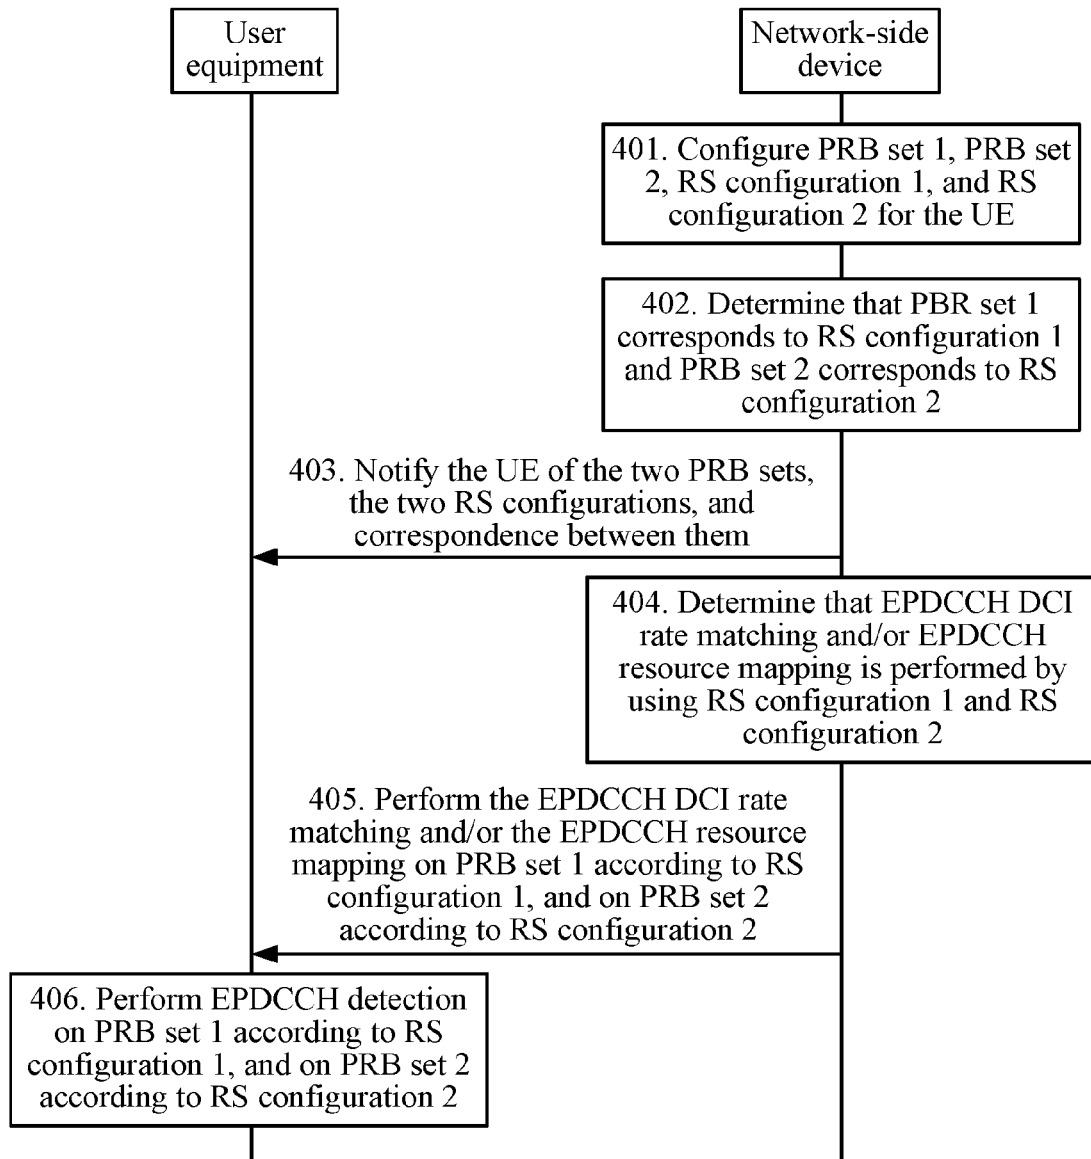 User
equipment
Network-side
device
401. Configure PRB set 1, PRB set
2, RS configuration 1, and RS
configuration 2 for the UE
402. Determine that PBR set 1
corresponds to RS configuration 1
and PRB set 2 corresponds to RS
configuration 2
403. Notify the UE of the two PRB sets,
the two RS configurations, and
correspondence between them
404. Determine that EPDCCH DCI
rate matching and/or EPDCCH
resource mapping is performed by
using RS configuration 1 and RS
configuration 2
405. Perform the EPDCCH DCI rate
matching and/or the EPDCCH resource
mapping on PRB set 1 according to RS
configuration 1, and on PRB set 2
according to RS configuration 2
406. Perform EPDCCH detection
on PRB set 1 according to RS
configuration 1, and on PRB set 2
according to RS configuration 2